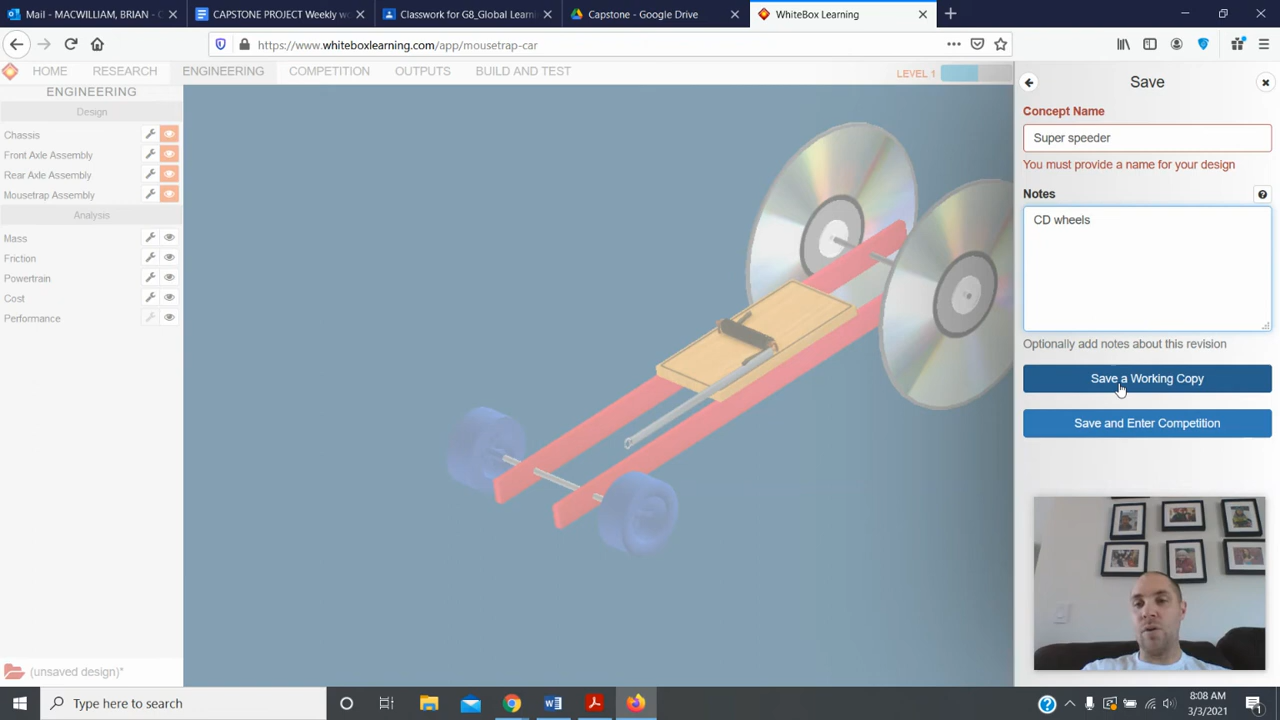 Mail - MACWILLIAM, BRIAN - C
CAPSTONE PROJECT Weekly wo
Classwork for G8_Global Learni
Capstone - Google Drive
WhiteBox Learning
https://www.whiteboxlearning.com/app/mousetrap-car
HOME RESEARCH ENGINEERING COMPETITION OUTPUTS BUILD AND TEST LEVEL 1
ENGINEERING
Design
Chassis
Front Axle Assembly
Rear Axle Assembly
Mousetrap Assembly
Analysis
Mass
Friction
Powertrain
Cost
Performance
(unsaved design)*
Save
Concept Name
Super speeder
You must provide a name for your design
Notes
CD wheels
Optionally add notes about this revision
Save a Working Copy
Save and Enter Competition
Type here to search
8:08 AM
3/3/2021